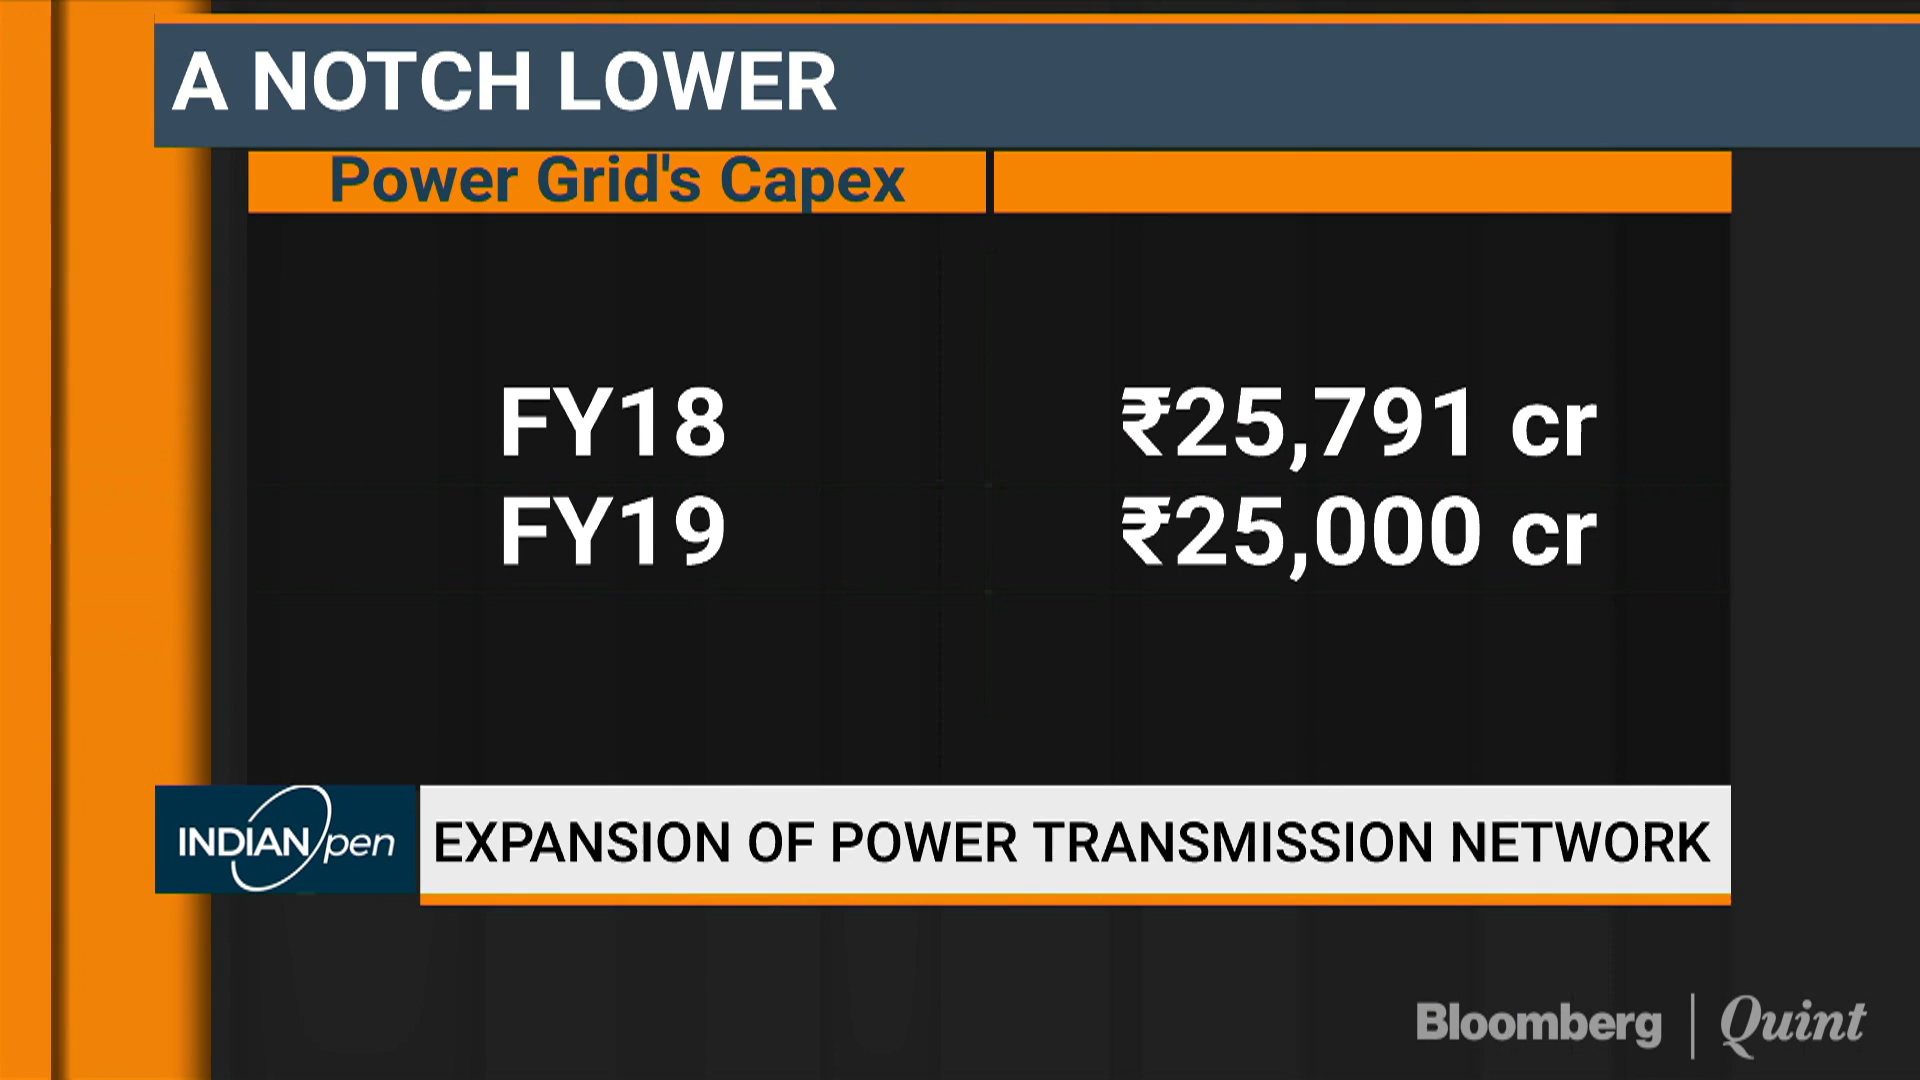 A NOTCH LOWER
Power Grid's Capex
FY18 ₹25,791 cr
FY19 ₹25,000 cr
INDIAN Open
EXPANSION OF POWER TRANSMISSION NETWORK
Bloomberg | Quint